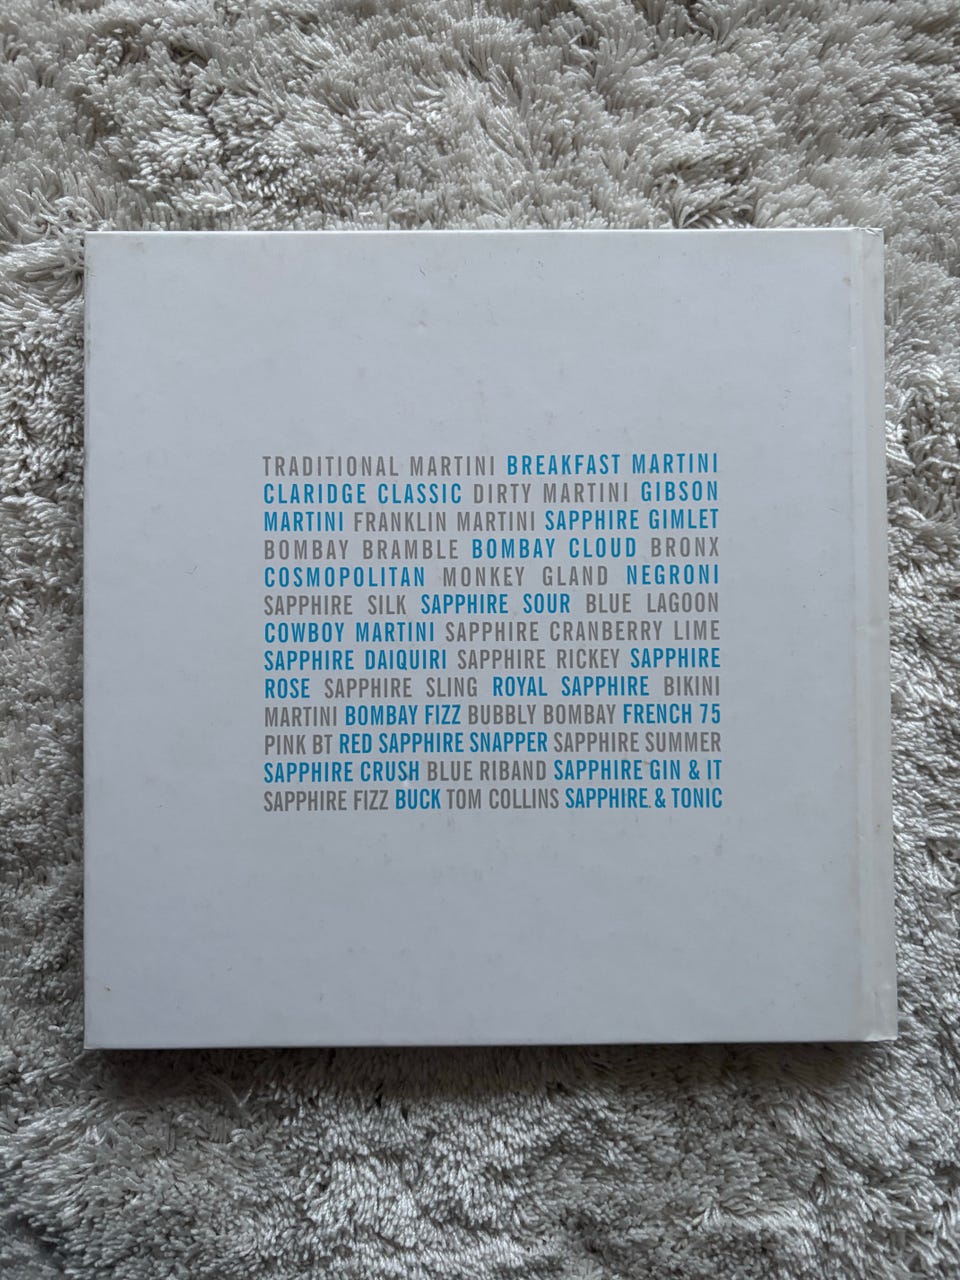 TRADITIONAL MARTINI BREAKFAST MARTINI
CLARIDGE CLASSIC DIRTY MARTINI GIBSON
MARTINI FRANKLIN MARTINI SAPPHIRE GIMLET
BOMBAY BRAMBLE BOMBAY CLOUD BRONX
COSMOPOLITAN MONKEY GLAND NEGRONI
SAPPHIRE SILK SAPPHIRE SOUR BLUE LAGOON
COWBOY MARTINI SAPPHIRE CRANBERRY LIME
SAPPHIRE DAIQUIRI SAPPHIRE RICKEY SAPPHIRE
ROSE SAPPHIRE SLING ROYAL SAPPHIRE BIKINI
MARTINI BOMBAY FIZZ BUBBLY BOMBAY FRENCH 75
PINK BT RED SAPPHIRE SNAPPER SAPPHIRE SUMMER
SAPPHIRE CRUSH BLUE RIBAND SAPPHIRE GIN & IT
SAPPHIRE FIZZ BUCK TOM COLLINS SAPPHIRE & TONIC